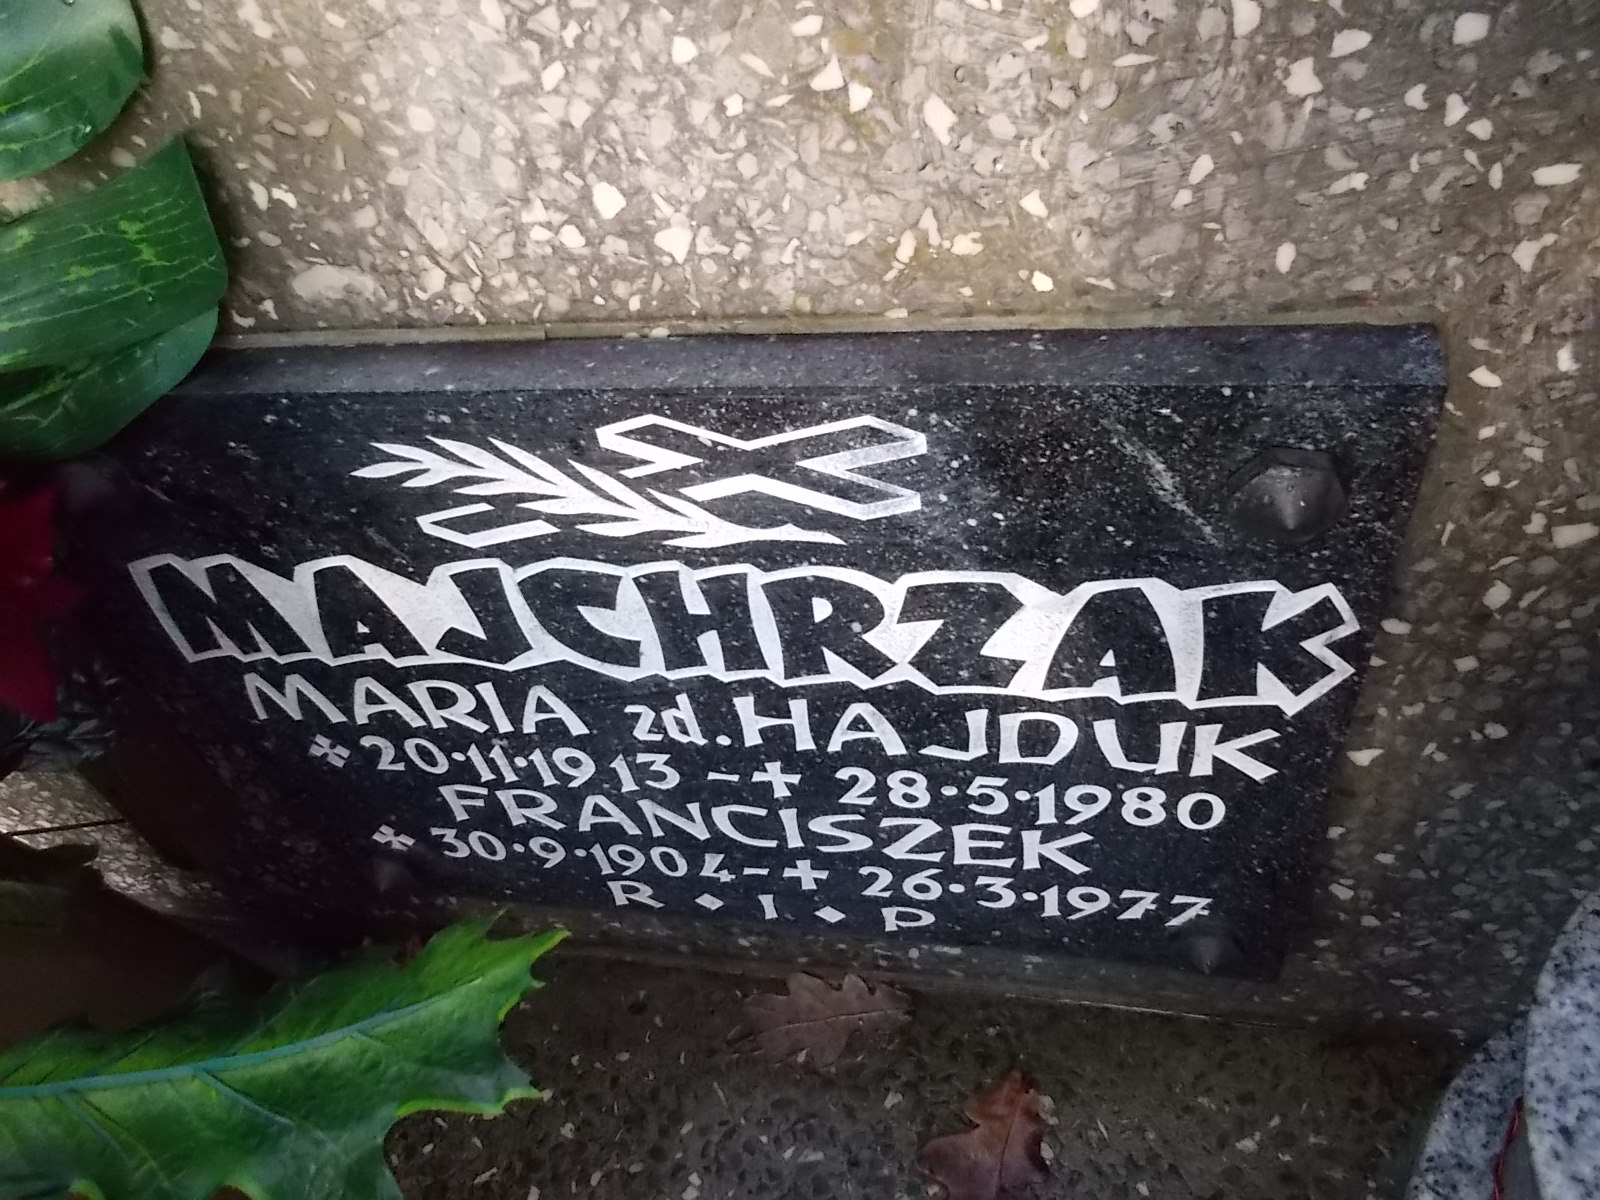 MAJCHRZAK
MARIA zd. HAJDUK
✠ 20·11·1913 - ✝ 28·5·1980
FRANCISZEK
✠ 30·9·1904 - ✝ 26·3·1977
R ◆ I ◆ P